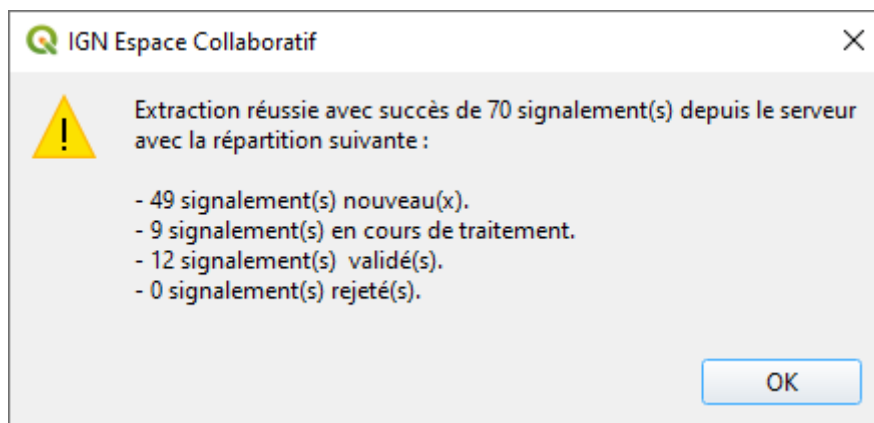 IGN Espace Collaboratif
Extraction réussie avec succès de 70 signalement(s) depuis le serveur
avec la répartition suivante :
- 49 signalement(s) nouveau(x).
- 9 signalement(s) en cours de traitement.
- 12 signalement(s)  validé(s).
- 0 signalement(s) rejeté(s).
OK